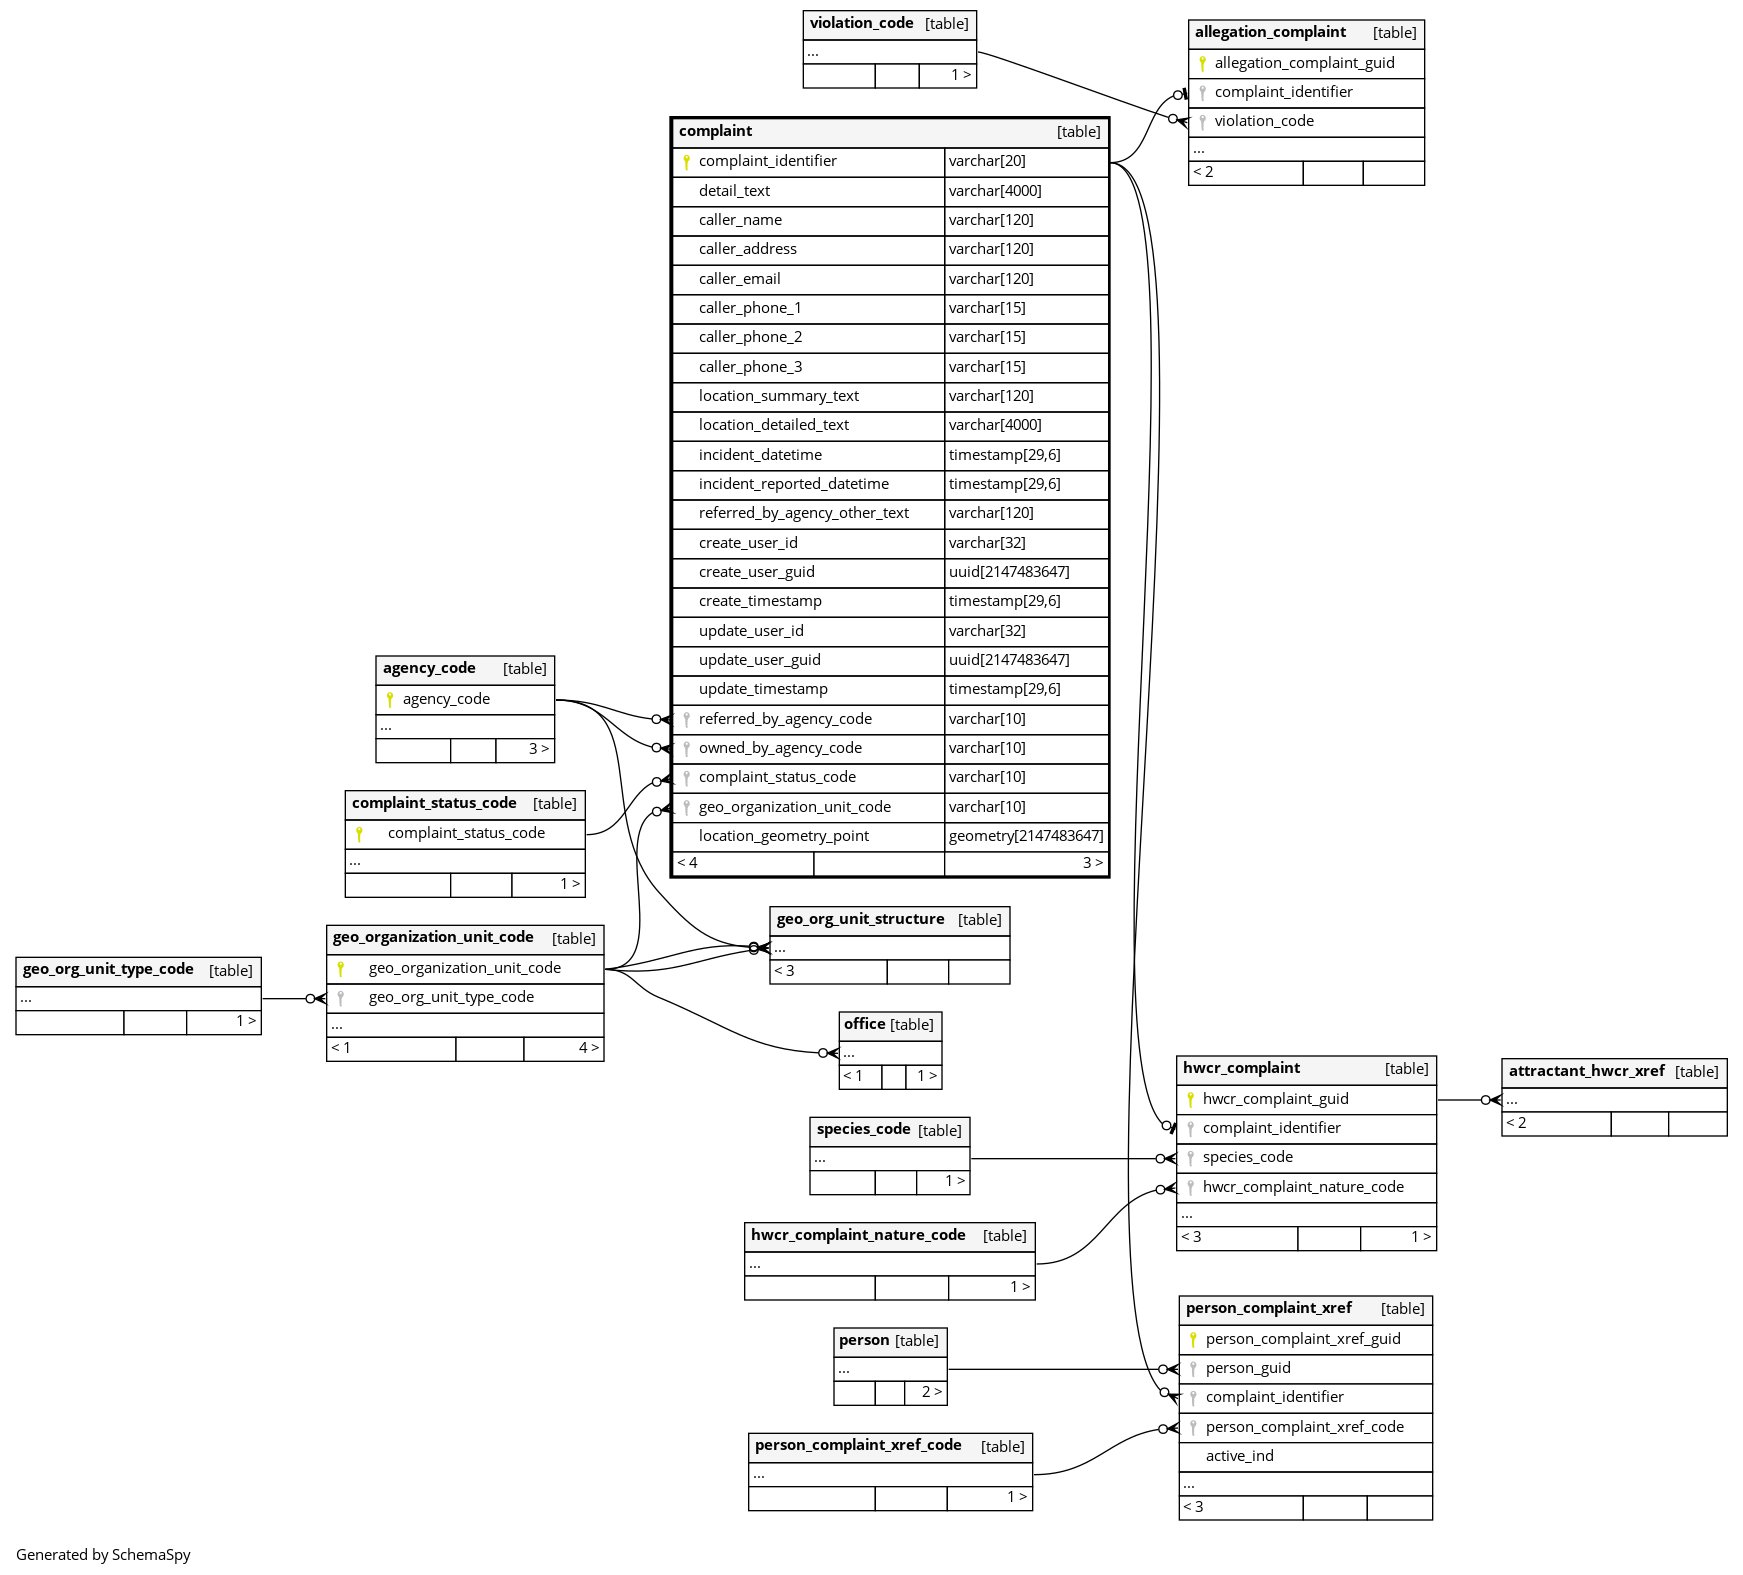 violation_code [table]
...
1 >
allegation_complaint [table]
allegation_complaint_guid
complaint_identifier
violation_code
...
< 2
complaint [table]
complaint_identifier varchar[20]
detail_text varchar[4000]
caller_name varchar[120]
caller_address varchar[120]
caller_email varchar[120]
caller_phone_1 varchar[15]
caller_phone_2 varchar[15]
caller_phone_3 varchar[15]
location_summary_text varchar[120]
location_detailed_text varchar[4000]
incident_datetime timestamp[29,6]
incident_reported_datetime timestamp[29,6]
referred_by_agency_other_text varchar[120]
create_user_id varchar[32]
create_user_guid uuid[2147483647]
create_timestamp timestamp[29,6]
update_user_id varchar[32]
update_user_guid uuid[2147483647]
update_timestamp timestamp[29,6]
referred_by_agency_code varchar[10]
owned_by_agency_code varchar[10]
complaint_status_code varchar[10]
geo_organization_unit_code varchar[10]
location_geometry_point geometry[2147483647]
< 4 3 >
agency_code [table]
agency_code
...
3 >
complaint_status_code [table]
complaint_status_code
...
1 >
geo_organization_unit_code [table]
geo_organization_unit_code
geo_org_unit_type_code
...
< 1 4 >
geo_org_unit_type_code [table]
...
1 >
geo_org_unit_structure [table]
...
< 3
office [table]
...
< 1 1 >
species_code [table]
...
1 >
hwcr_complaint_nature_code [table]
...
1 >
hwcr_complaint [table]
hwcr_complaint_guid
complaint_identifier
species_code
hwcr_complaint_nature_code
...
< 3 1 >
attractant_hwcr_xref [table]
...
< 2
person [table]
...
2 >
person_complaint_xref_code [table]
...
1 >
person_complaint_xref [table]
person_complaint_xref_guid
person_guid
complaint_identifier
person_complaint_xref_code
active_ind
...
< 3
Generated by SchemaSpy